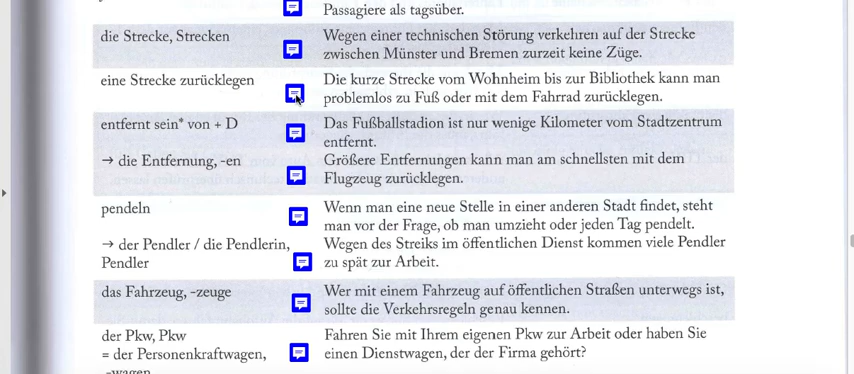 Passagiere als tagsüber.
die Strecke, Strecken
Wegen einer technischen Störung verkehren auf der Strecke
zwischen Münster und Bremen zurzeit keine Züge.
eine Strecke zurücklegen
Die kurze Strecke vom Wohnheim bis zur Bibliothek kann man
problemlos zu Fuß oder mit dem Fahrrad zurücklegen.
entfernt sein* von + D
Das Fußballstadion ist nur wenige Kilometer vom Stadtzentrum
entfernt.
→ die Entfernung, -en
Größere Entfernungen kann man am schnellsten mit dem
Flugzeug zurücklegen.
pendeln
Wenn man eine neue Stelle in einer anderen Stadt findet, steht
man vor der Frage, ob man umzieht oder jeden Tag pendelt.
→ der Pendler / die Pendlerin,
Pendler
Wegen des Streiks im öffentlichen Dienst kommen viele Pendler
zu spät zur Arbeit.
das Fahrzeug, -zeuge
Wer mit einem Fahrzeug auf öffentlichen Straßen unterwegs ist,
sollte die Verkehrsregeln genau kennen.
der Pkw, Pkw
= der Personenkraftwagen,
-wagen
Fahren Sie mit Ihrem eigenen Pkw zur Arbeit oder haben Sie
einen Dienstwagen, der der Firma gehört?